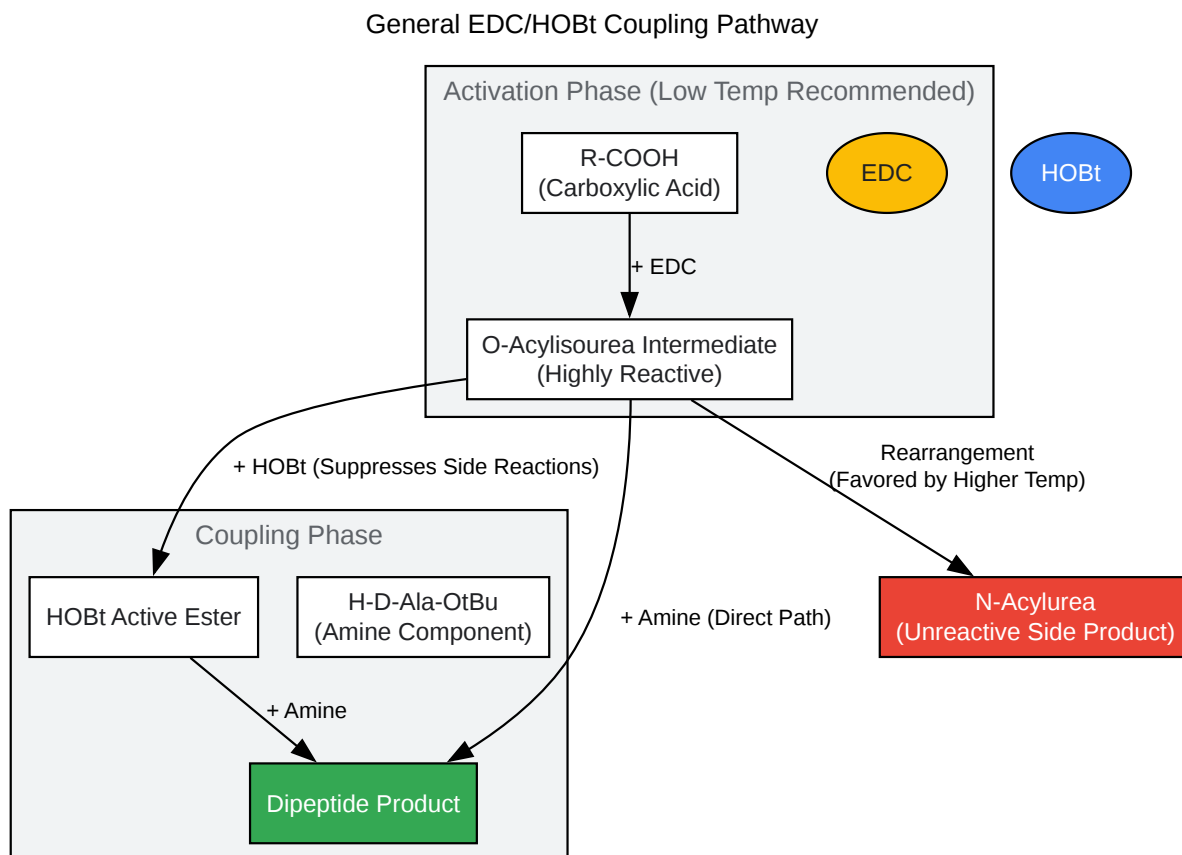 General EDC/HOBt Coupling Pathway
Activation Phase (Low Temp Recommended)
R-COOH
(Carboxylic Acid)
EDC
HOBt
+ EDC
O-Acylisourea Intermediate
(Highly Reactive)
+ HOBt (Suppresses Side Reactions)
Rearrangement
(Favored by Higher Temp)
Coupling Phase
HOBt Active Ester
H-D-Ala-OtBu
(Amine Component)
+ Amine (Direct Path)
N-Acylurea
(Unreactive Side Product)
+ Amine
Dipeptide Product